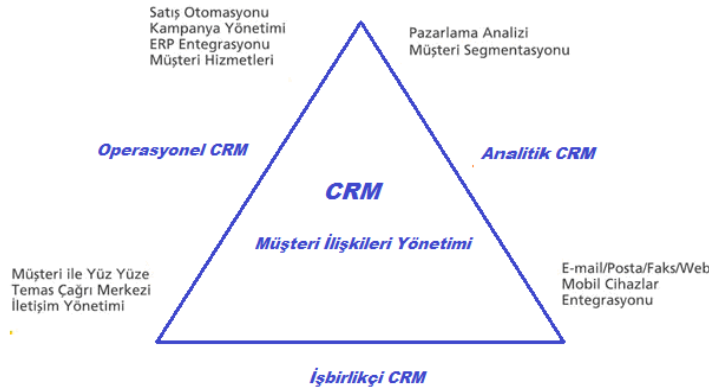 Satış Otomasyonu
Kampanya Yönetimi
ERP Entegrasyonu
Müşteri Hizmetleri
Pazarlama Analizi
Müşteri Segmentasyonu
Operasyonel CRM
Analitik CRM
CRM
Müşteri İlişkileri Yönetimi
Müşteri ile Yüz Yüze
Temas Çağrı Merkezi
İletişim Yönetimi
E-mail/Posta/Faks/Web
Mobil Cihazlar
Entegrasyonu
İşbirlikçi CRM